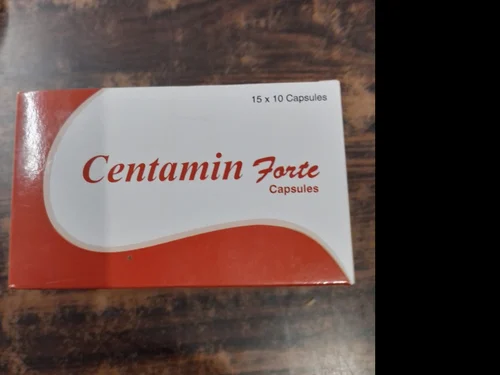 15 x 10 Capsules
Centamin Forte
Capsules